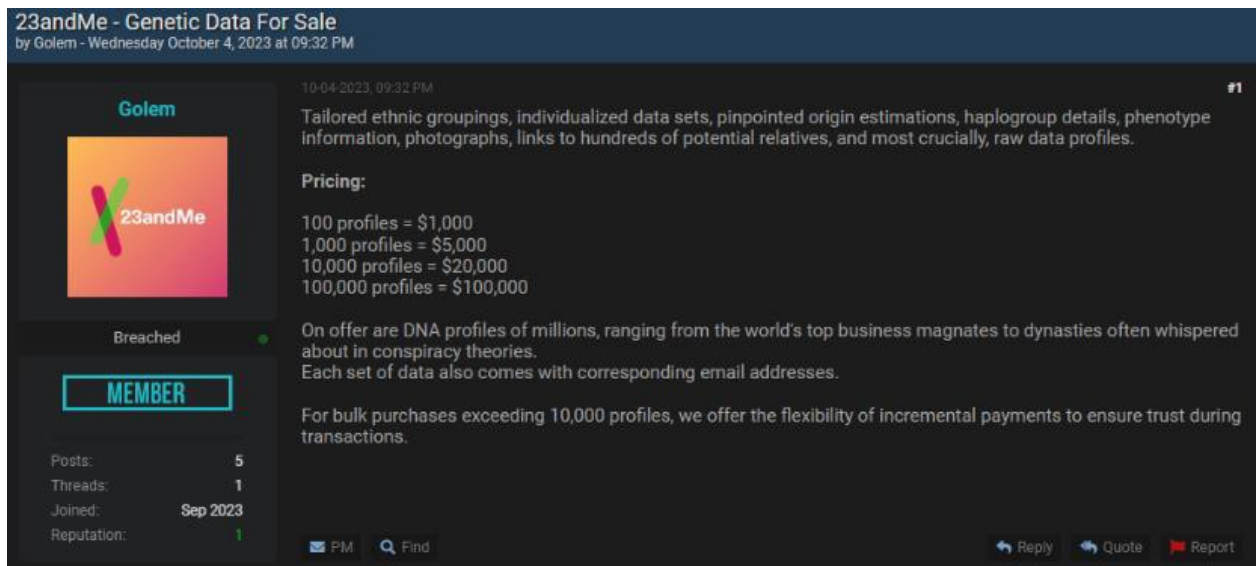 23andMe - Genetic Data For Sale
by Golem - Wednesday October 4, 2023 at 09:32 PM
Golem
23andMe
Breached
MEMBER
Posts: 5
Threads: 1
Joined: Sep 2023
Reputation: 1
10-04-2023, 09:32 PM #1
Tailored ethnic groupings, individualized data sets, pinpointed origin estimations, haplogroup details, phenotype
information, photographs, links to hundreds of potential relatives, and most crucially, raw data profiles.
Pricing:
100 profiles = $1,000
1,000 profiles = $5,000
10,000 profiles = $20,000
100,000 profiles = $100,000
On offer are DNA profiles of millions, ranging from the world's top business magnates to dynasties often whispered
about in conspiracy theories.
Each set of data also comes with corresponding email addresses.
For bulk purchases exceeding 10,000 profiles, we offer the flexibility of incremental payments to ensure trust during
transactions.
PM Find Reply Quote Report